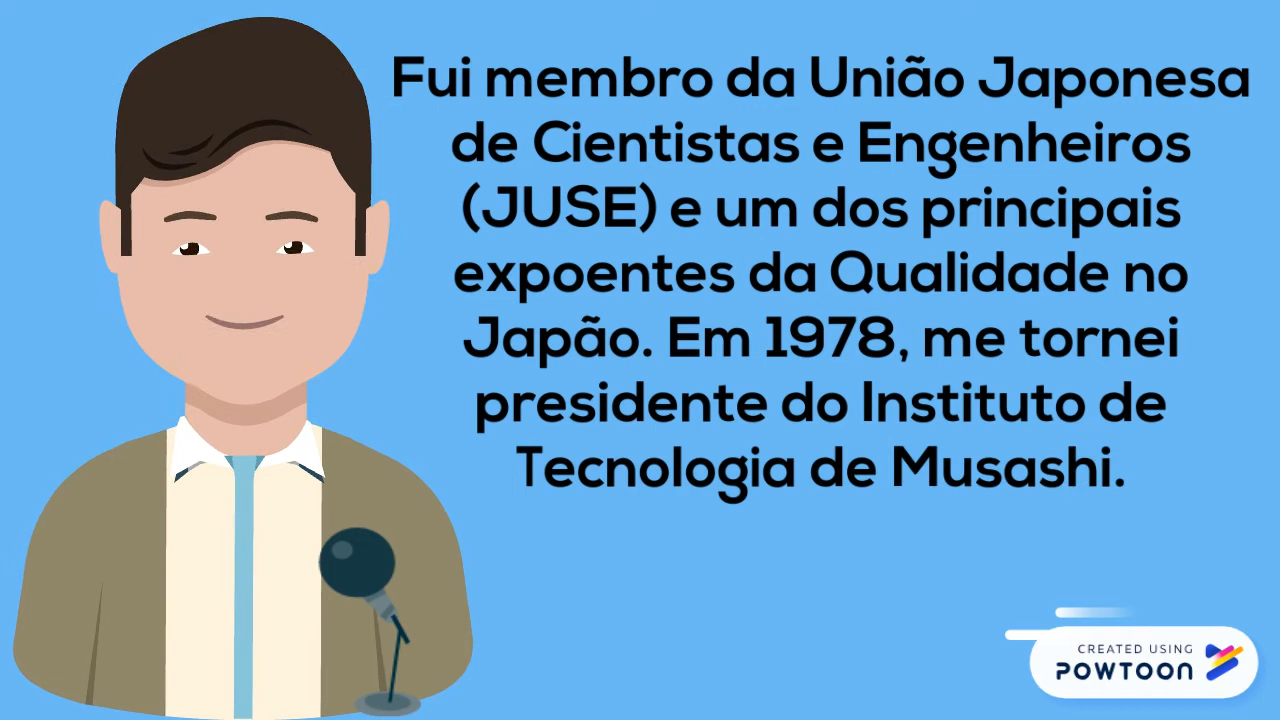 Fui membro da União Japonesa
de Cientistas e Engenheiros
(JUSE) e um dos principais
expoentes da Qualidade no
Japão. Em 1978, me tornei
presidente do Instituto de
Tecnologia de Musashi.
CREATED USING
POWTOON